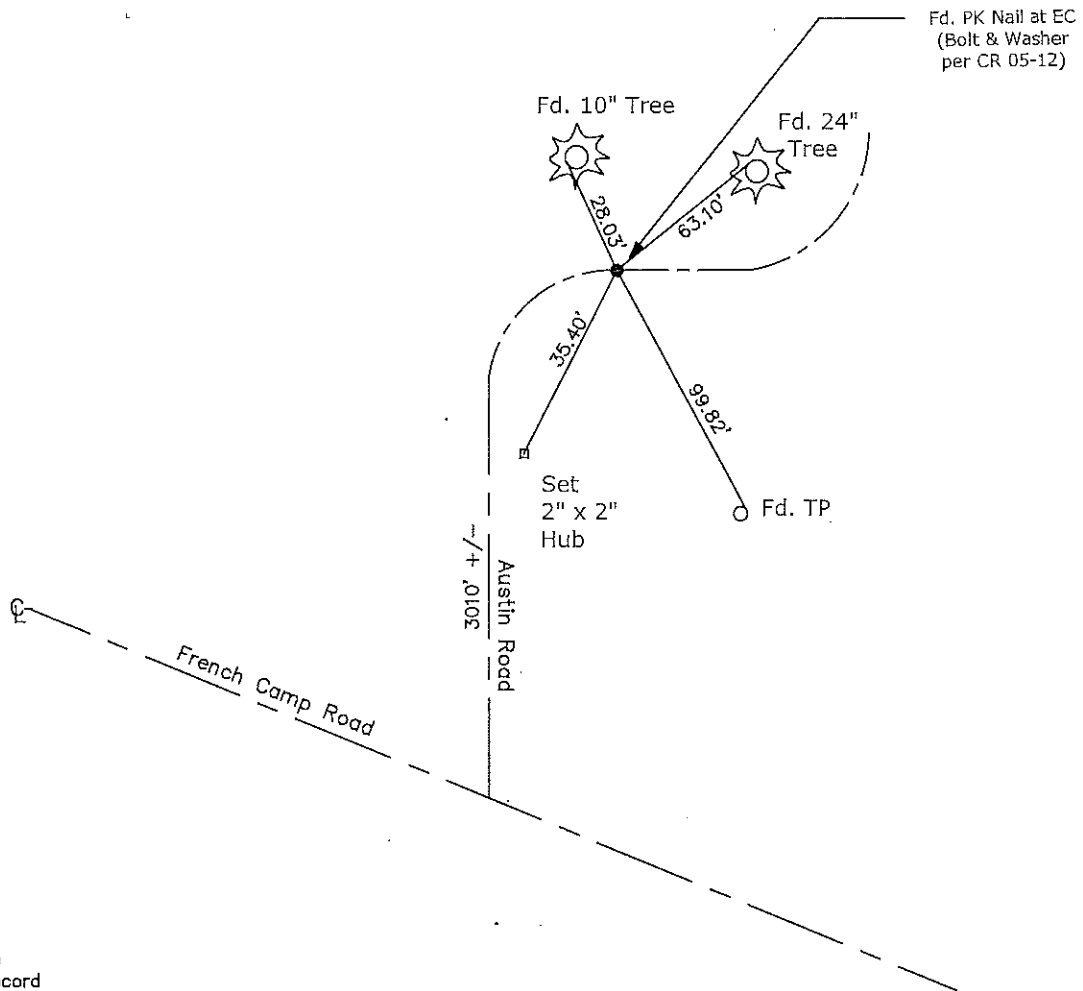 Fd. PK Nail at EC
(Bolt & Washer
per CR 05-12)
Fd. 10" Tree
Fd. 24"
Tree
28.03'
63.10'
35.40'
99.82'
Set
2" x 2"
Hub
Fd. TP
3010' +/-
Austin Road
℄
French Camp Road
cord